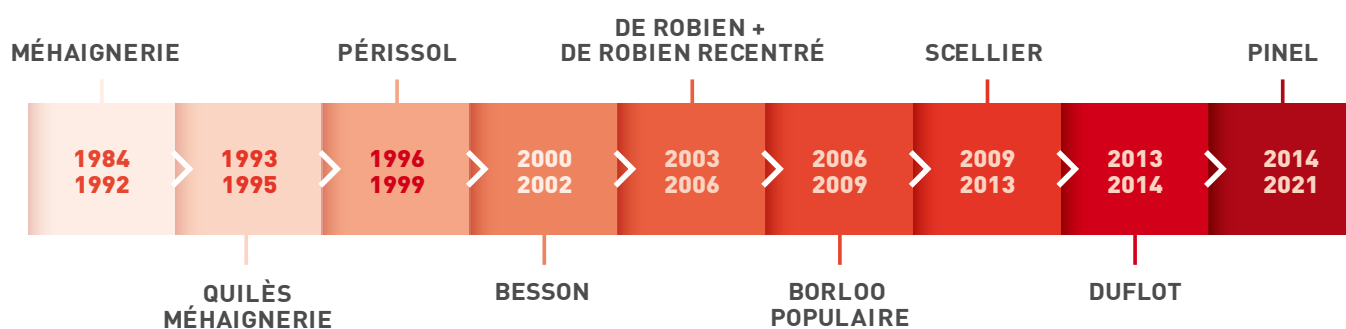 MÉHAIGNERIE
1984
1992
QUILÈS
MÉHAIGNERIE
1993
1995
PÉRISSOL
1996
1999
BESSON
2000
2002
DE ROBIEN +
DE ROBIEN RECENTRÉ
2003
2006
BORLOO
POPULAIRE
2006
2009
SCELLIER
2009
2013
DUFLOT
2013
2014
PINEL
2014
2021